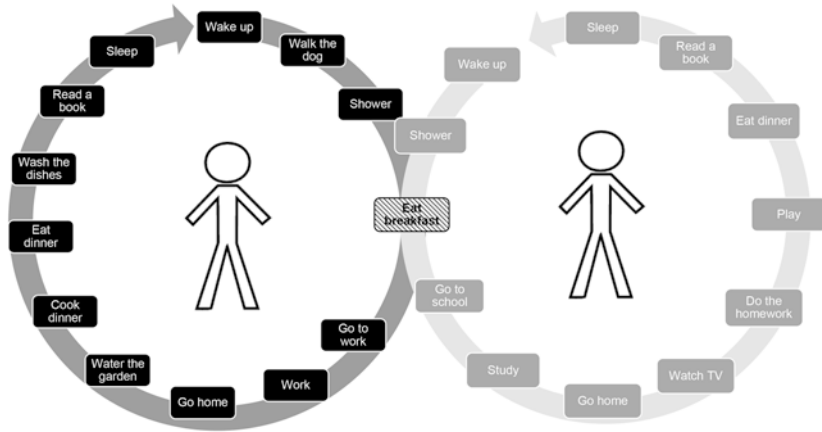 Wake up
Walk the
dog
Shower
Eat
breakfast
Go to
work
Work
Go home
Water the
garden
Cook
dinner
Eat
dinner
Wash the
dishes
Read a
book
Sleep
Wake up
Shower
Go to
school
Study
Go home
Watch TV
Do the
homework
Play
Eat dinner
Read a
book
Sleep